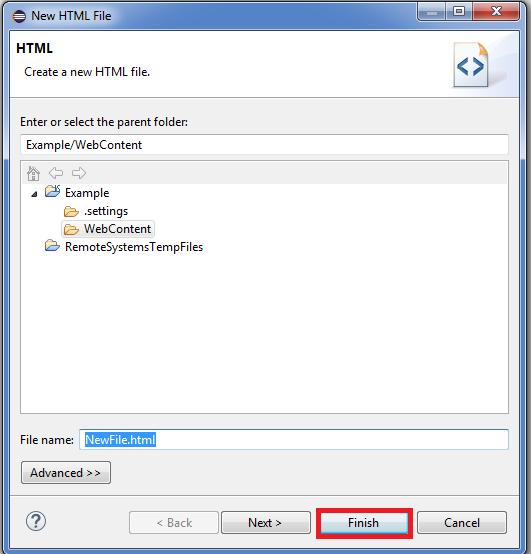 New HTML File
HTML
Create a new HTML file.
Enter or select the parent folder:
Example/WebContent
Example
.settings
WebContent
RemoteSystemsTempFiles
File name: NewFile.html
Advanced >>
? < Back Next > Finish Cancel